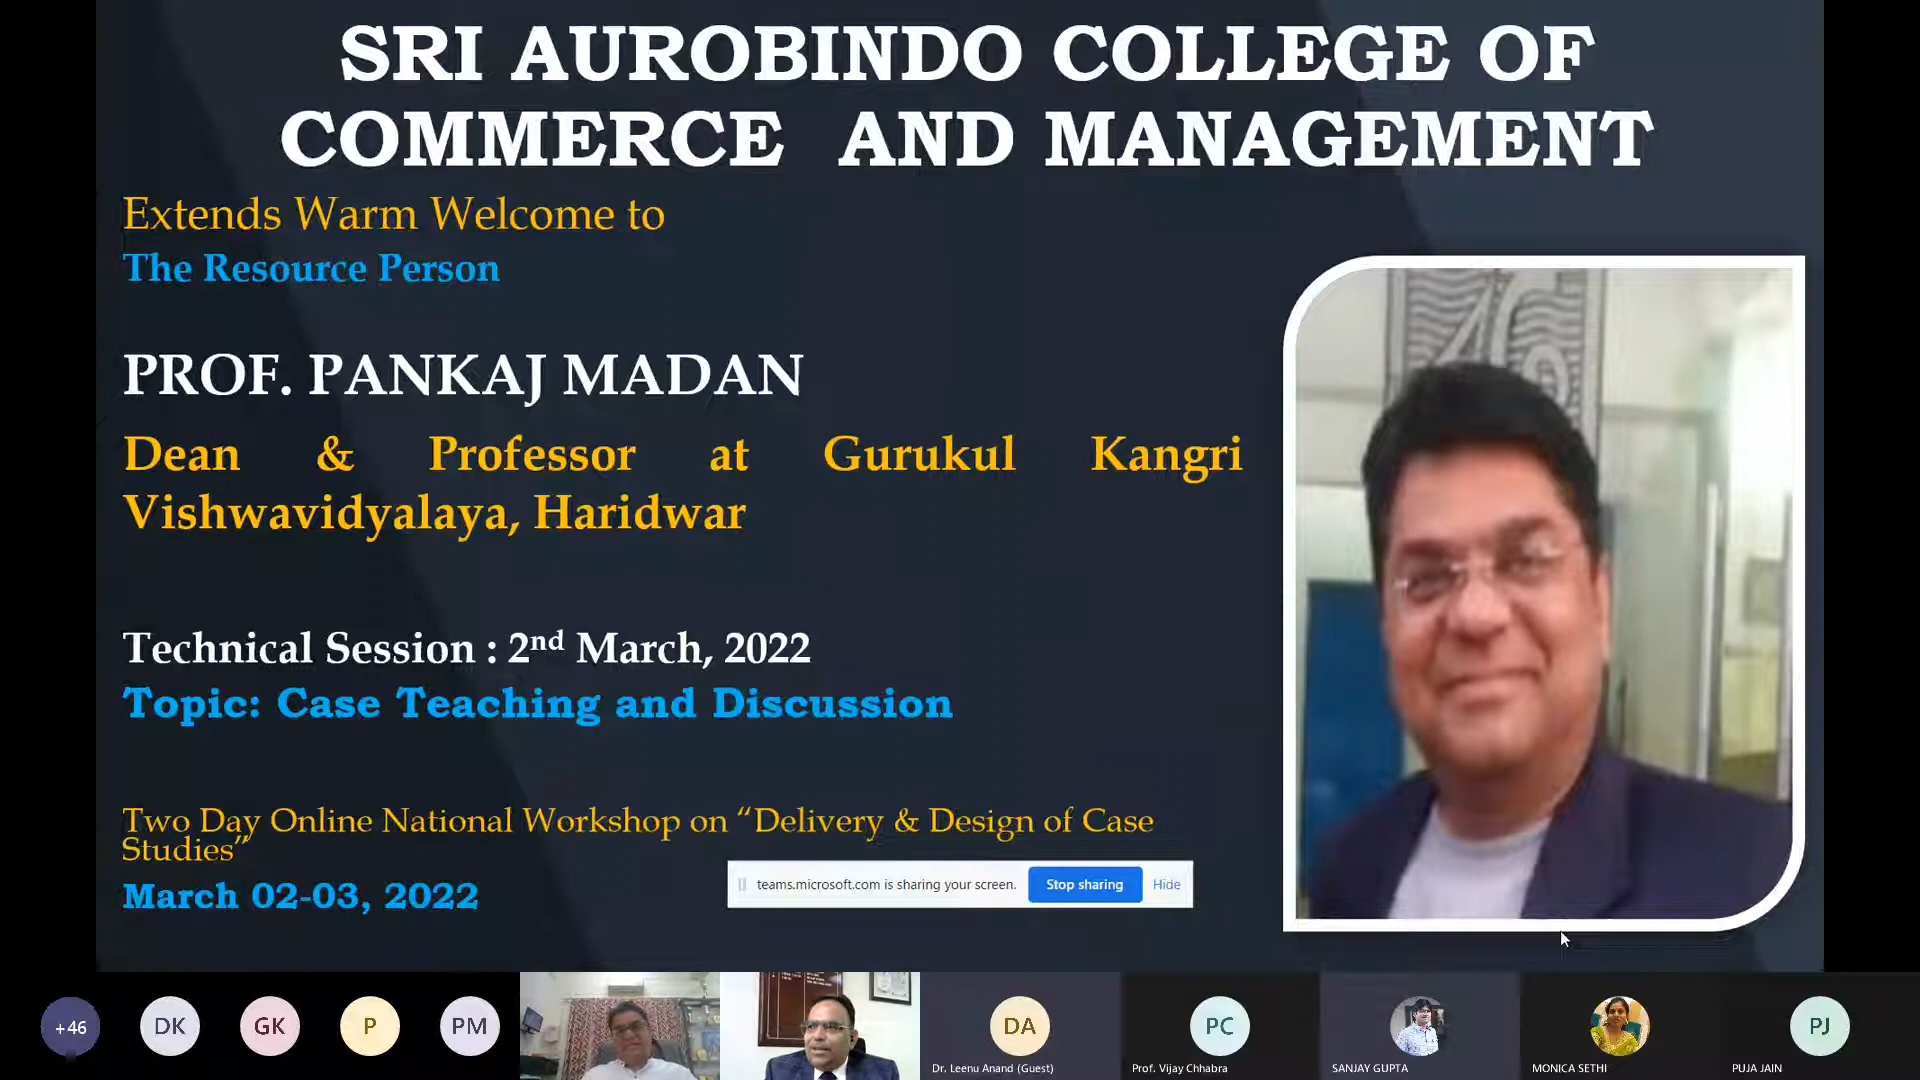 SRI AUROBINDO COLLEGE OF
COMMERCE AND MANAGEMENT
Extends Warm Welcome to
The Resource Person
PROF. PANKAJ MADAN
Dean & Professor at Gurukul Kangri
Vishwavidyalaya, Haridwar
Technical Session : 2nd March, 2022
Topic: Case Teaching and Discussion
Two Day Online National Workshop on “Delivery & Design of Case
Studies”
March 02-03, 2022
teams.microsoft.com is sharing your screen. Stop sharing Hide
+46 DK GK P PM DA PC PJ
Dr. Leenu Anand (Guest) Prof. Vijay Chhabra SANJAY GUPTA MONICA SETHI PUJA JAIN